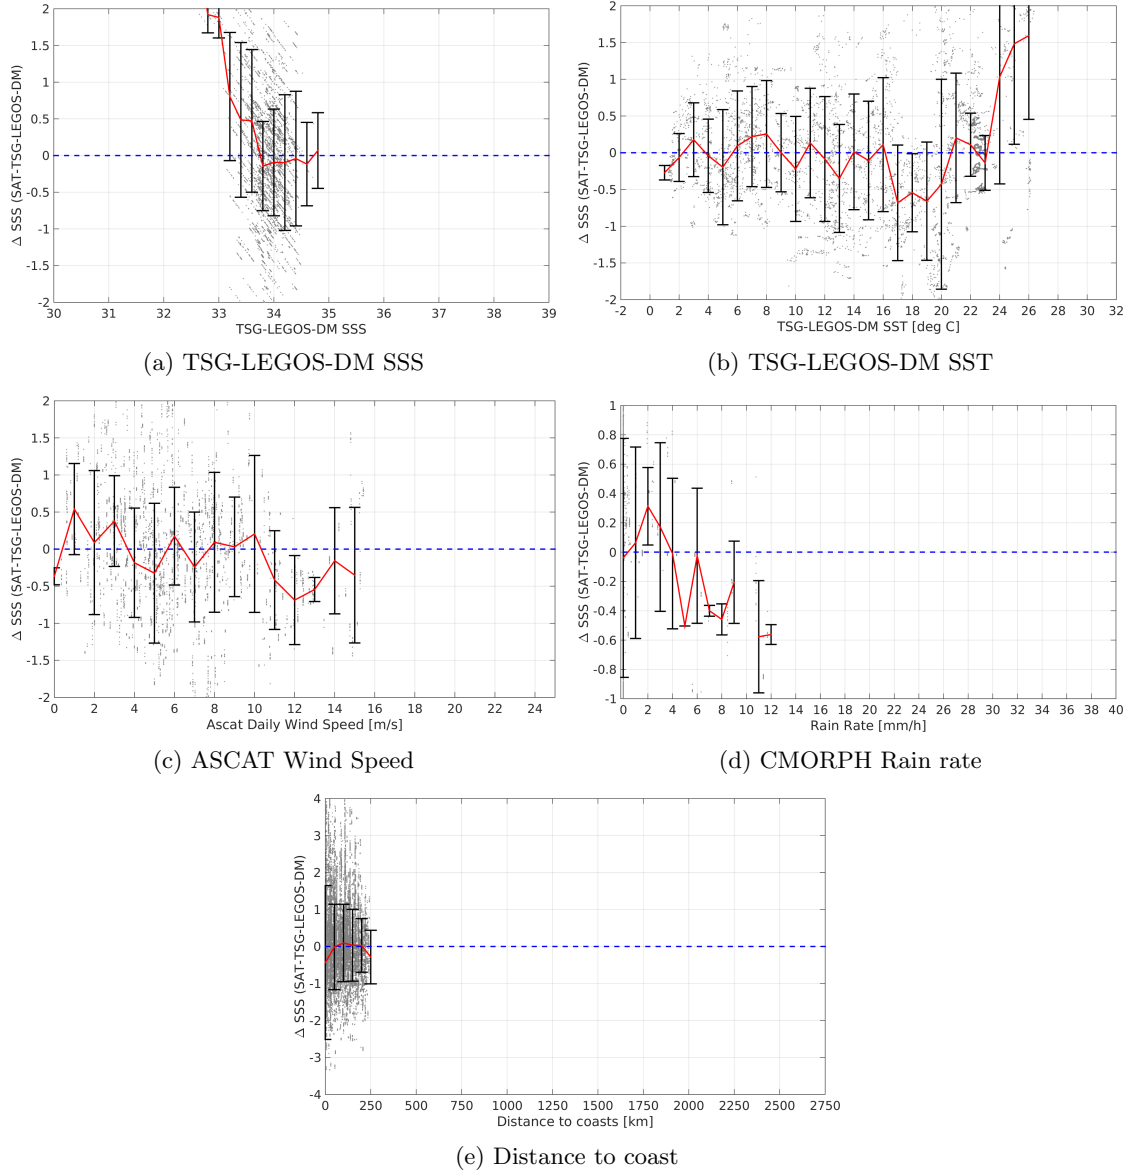 2
1.5
1
0.5
0
-0.5
-1
-1.5
-2
Δ SSS (SAT-TSG-LEGOS-DM)
30 31 32 33 34 35 36 37 38 39
TSG-LEGOS-DM SSS
(a) TSG-LEGOS-DM SSS
2
1.5
1
0.5
0
-0.5
-1
-1.5
-2
Δ SSS (SAT-TSG-LEGOS-DM)
-2 0 2 4 6 8 10 12 14 16 18 20 22 24 26 28 30 32
TSG-LEGOS-DM SST [deg C]
(b) TSG-LEGOS-DM SST
2
1.5
1
0.5
0
-0.5
-1
-1.5
-2
Δ SSS (SAT-TSG-LEGOS-DM)
0 2 4 6 8 10 12 14 16 18 20 22 24
Ascat Daily Wind Speed [m/s]
(c) ASCAT Wind Speed
1
0.8
0.6
0.4
0.2
0
-0.2
-0.4
-0.6
-0.8
-1
Δ SSS (SAT-TSG-LEGOS-DM)
0 2 4 6 8 10 12 14 16 18 20 22 24 26 28 30 32 34 36 38 40
Rain Rate [mm/h]
(d) CMORPH Rain rate
4
3
2
1
0
-1
-2
-3
-4
Δ SSS (SAT-TSG-LEGOS-DM)
0 250 500 750 1000 1250 1500 1750 2000 2250 2500 2750
Distance to coasts [km]
(e) Distance to coast